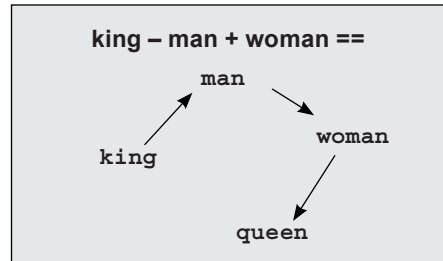 king – man + woman ==
man
woman
king
queen